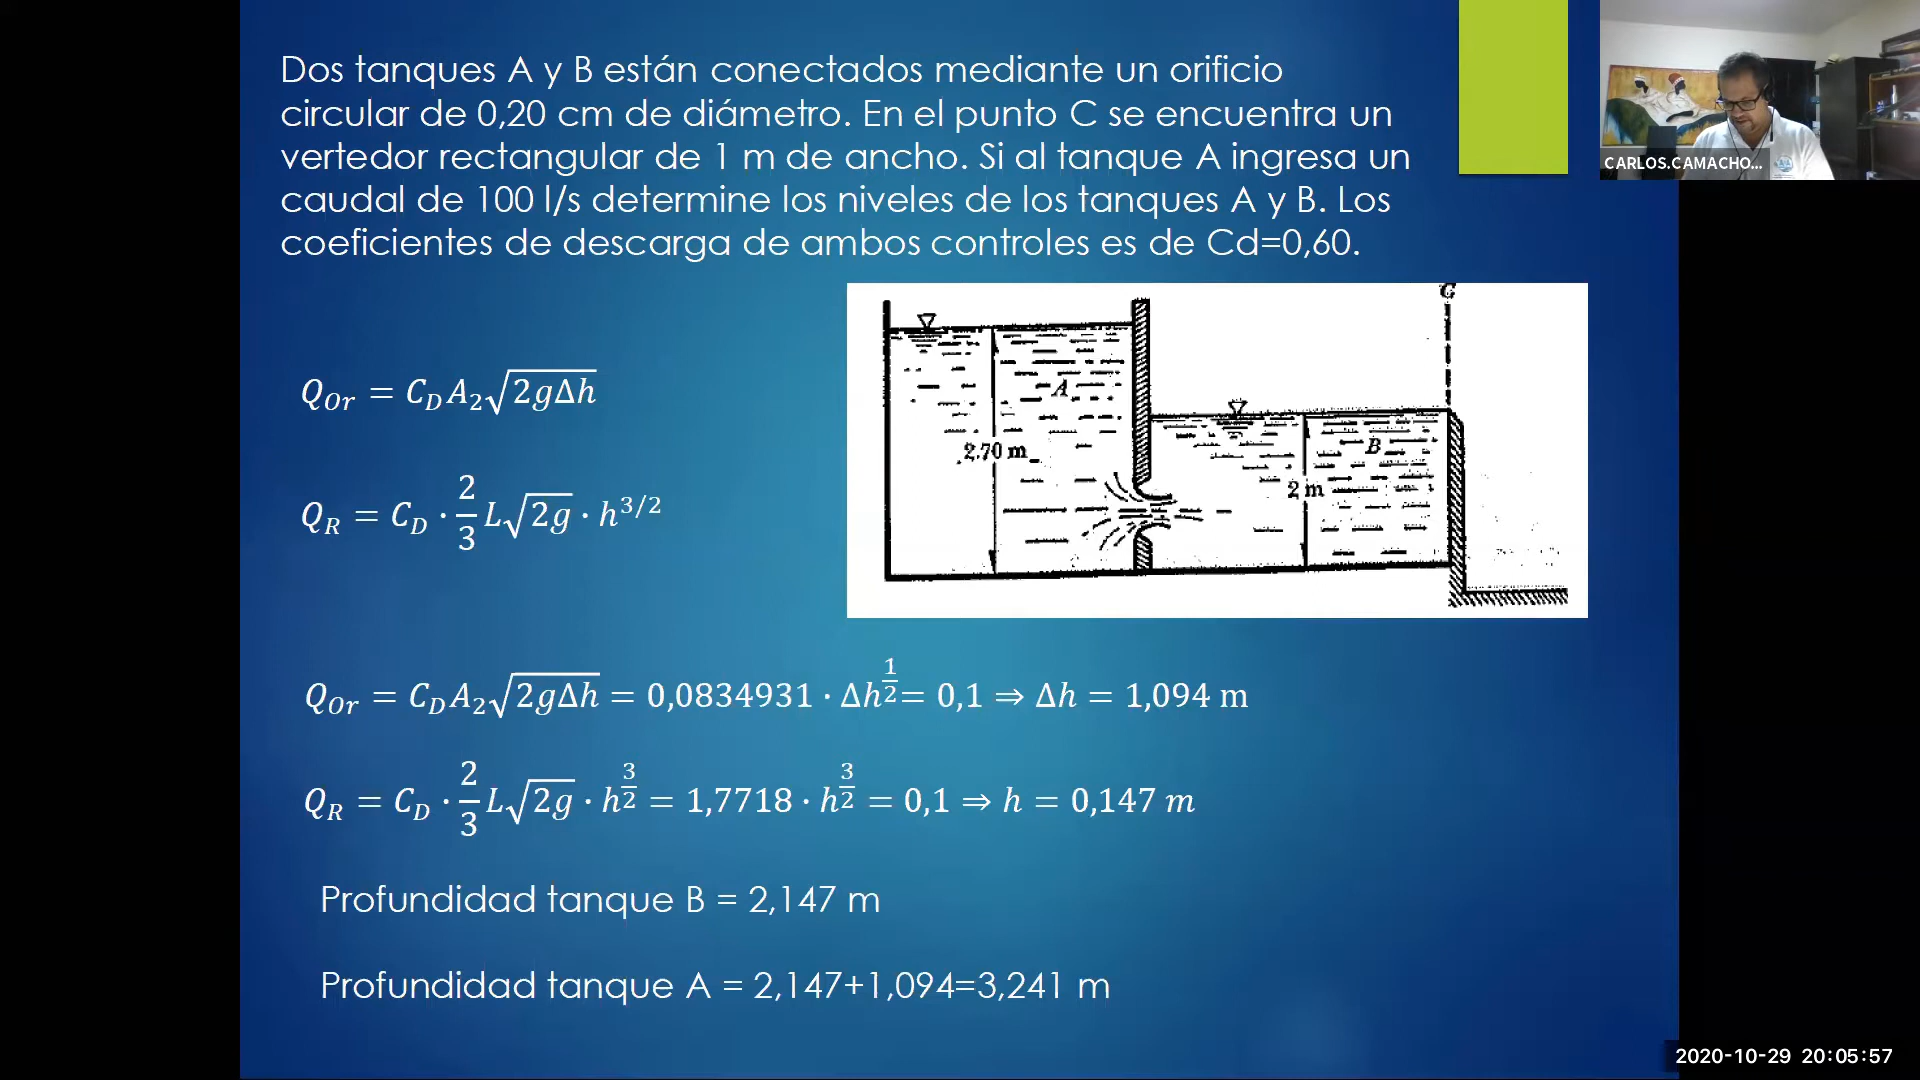 Dos tanques A y B están conectados mediante un orificio
circular de 0,20 cm de diámetro. En el punto C se encuentra un
vertedor rectangular de 1 m de ancho. Si al tanque A ingresa un
caudal de 100 l/s determine los niveles de los tanques A y B. Los
coeficientes de descarga de ambos controles es de Cd=0,60.
CARLOS.CAMACHO...
C
Q_Or = C_D A_2 √(2gΔh)
A
2.70 m
B
2 m
Q_R = C_D · 2/3 L√(2g) · h^(3/2)
Q_Or = C_D A_2 √(2gΔh) = 0,0834931 · Δh^(1/2) = 0,1 ⇒ Δh = 1,094 m
Q_R = C_D · 2/3 L√(2g) · h^(3/2) = 1,7718 · h^(3/2) = 0,1 ⇒ h = 0,147 m
Profundidad tanque B = 2,147 m
Profundidad tanque A = 2,147+1,094=3,241 m
2020-10-29 20:05:57